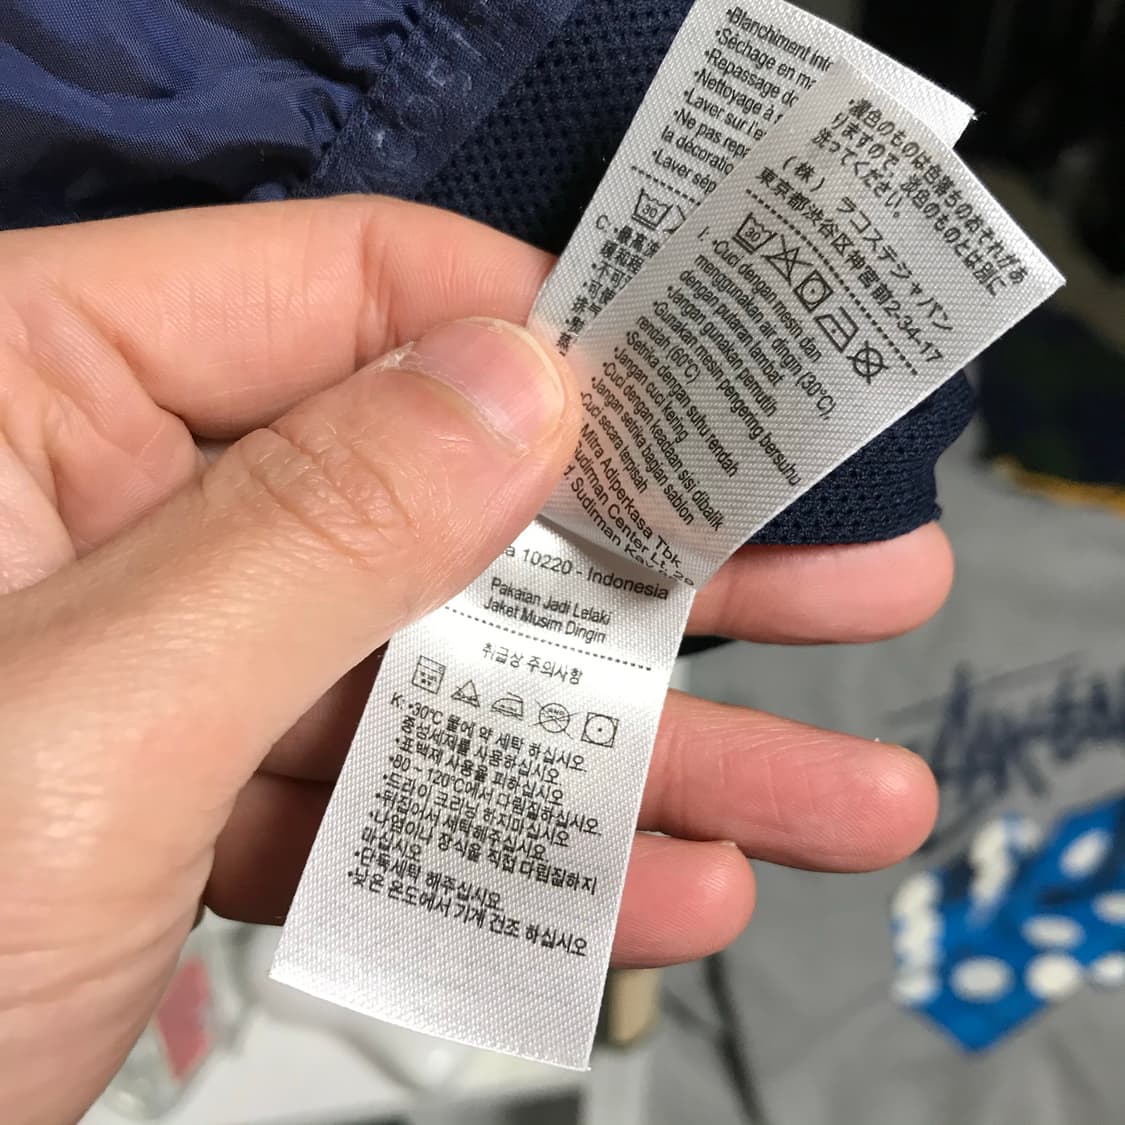 •Blanchiment int
•Séchage en m
•Repassage do
•Nettoyage à s
•Laver sur l'e
•Ne pas rep
la décoratio
•Laver sép
30
C:
•濃色のものは色落ちのおそれがあ
りますので、淡色のものとは別に
洗ってください。
(株) ラコステジャパン
東京都渋谷区神宮前2-34-17
30
I: •Cuci dengan mesin dan
menggunakan air dingin (30°C),
dengan putaran lambat
•Jangan gunakan pemutih
•Gunakan mesin pengering bersuhu
rendah (60°C)
•Setrika dengan suhu rendah
•Jangan cuci kering
•Cuci dengan keadaan sisi dibalik
•Jangan setrika bagian sablon
•Cuci secara terpisah
Mitra Adiperkasa Tbk
Sudirman Center Lt. 29
Sudirman Kav
a 10220 - Indonesia
Pakaian Jadi Lelaki
Jaket Musim Dingin
취급상 주의사항
K: •30°C 물에 약 세탁 하십시오
중성세제를 사용하십시오
•표백제 사용을 피하십시오
•80 - 120°C에서 다림질하십시오
•드라이 크리닝 하지마십시오
•뒤집어서 세탁해주십시오
•나염이나 장식을 직접 다림질하지
마십시오
•단독세탁 해주십시오
•낮은 온도에서 기계 건조 하십시오